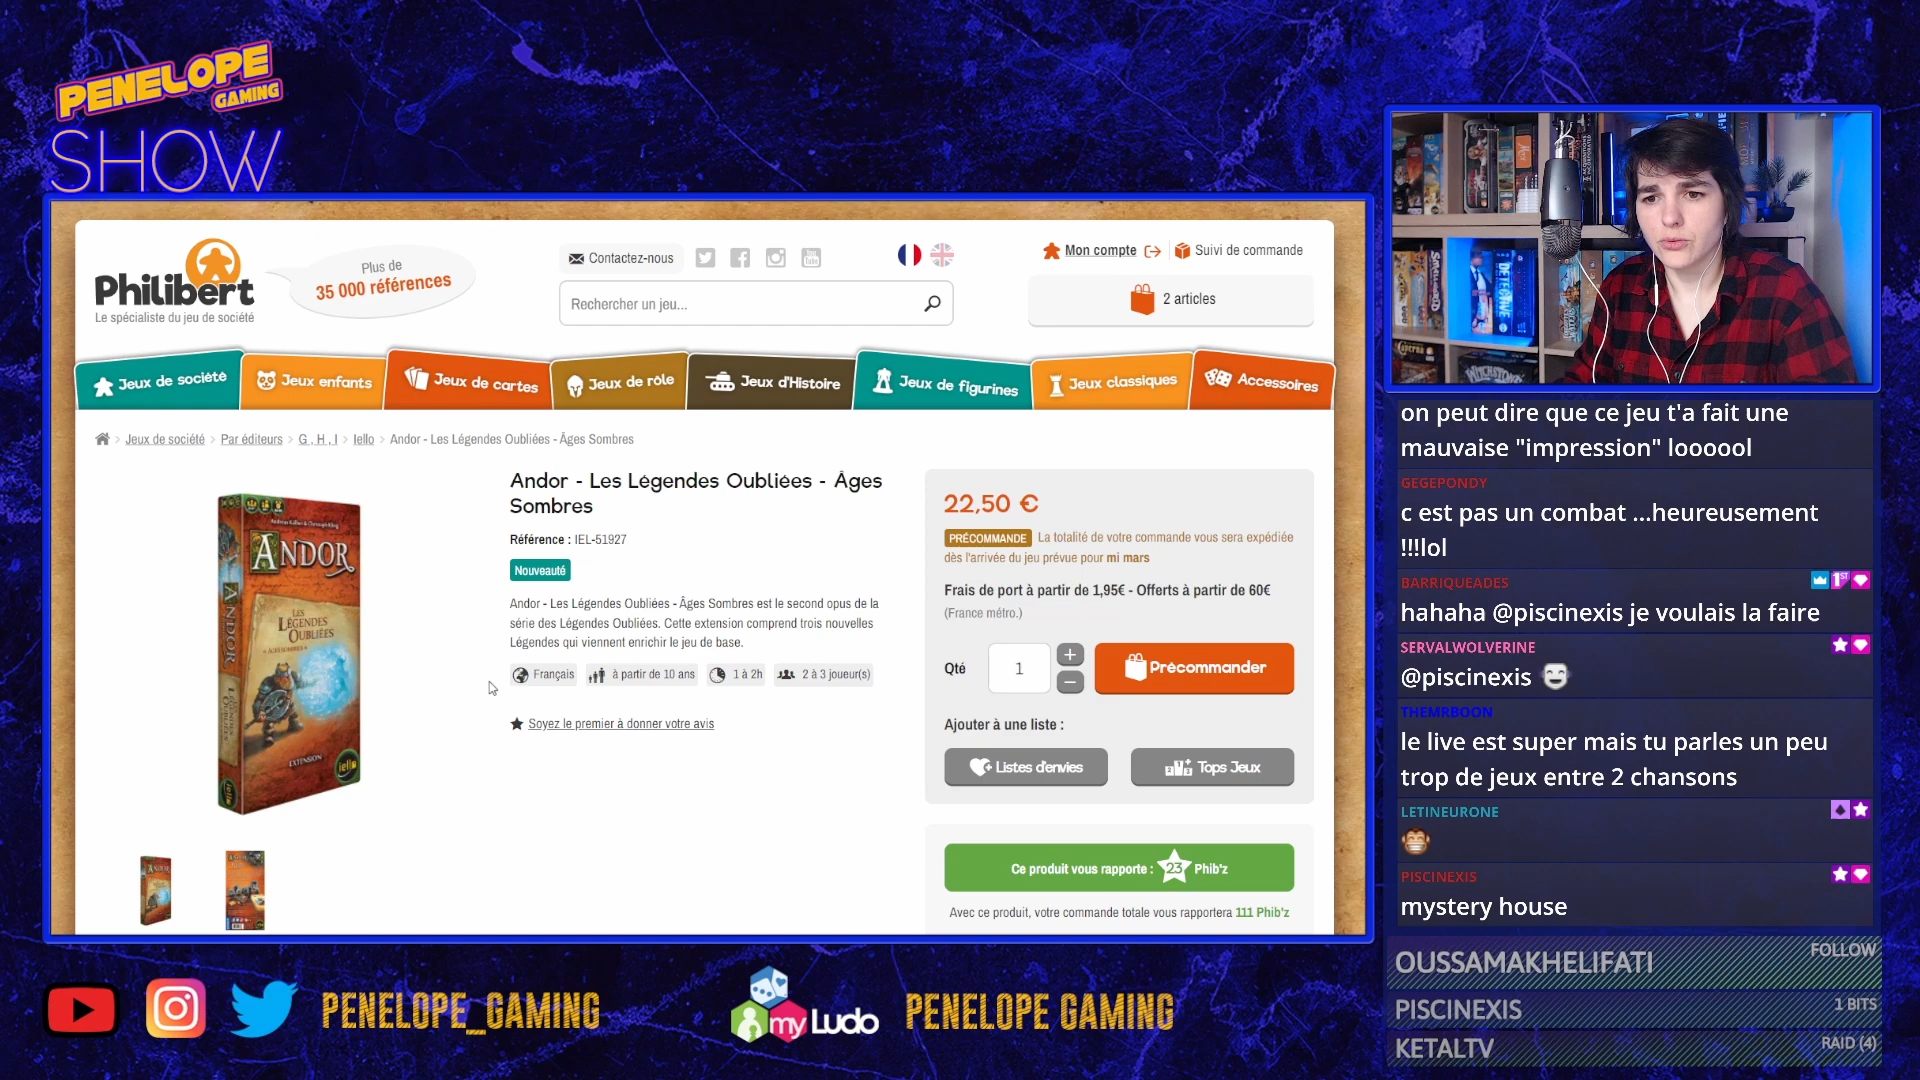 PENELOPE
GAMING
SHOW
Philibert
Le spécialiste du jeu de société
Plus de
35 000 références
Contactez-nous
Rechercher un jeu...
Mon compte
Suivi de commande
2 articles
Jeux de société
Jeux enfants
Jeux de cartes
Jeux de rôle
Jeux d'Histoire
Jeux de figurines
Jeux classiques
Accessoires
> Jeux de société > Par éditeurs > G , H , I > Iello > Andor - Les Légendes Oubliées - Âges Sombres
ANDOR
LES
LÉGENDES
OUBLIÉES
ÂGES SOMBRES
EXTENSION
iello
ANDOR
Andor - Les Légendes Oubliées - Âges
Sombres
Référence : IEL-51927
Nouveauté
Andor - Les Légendes Oubliées - Âges Sombres est le second opus de la
série des Légendes Oubliées. Cette extension comprend trois nouvelles
Légendes qui viennent enrichir le jeu de base.
Français
à partir de 10 ans
1 à 2h
2 à 3 joueur(s)
Soyez le premier à donner votre avis
22,50 €
PRÉCOMMANDE La totalité de votre commande vous sera expédiée
dès l'arrivée du jeu prévue pour mi mars
Frais de port à partir de 1,95€ - Offerts à partir de 60€
(France métro.)
Qté
1
+
−
Précommander
Ajouter à une liste :
Listes d'envies
Tops Jeux
Ce produit vous rapporte : 23 Phib'z
Avec ce produit, votre commande totale vous rapportera 111 Phib'z
DETECTIVE
on peut dire que ce jeu t'a fait une
mauvaise "impression" loooool
GEGEPONDY
c est pas un combat ...heureusement
!!!lol
BARRIQUEADES
1ST
hahaha @piscinexis je voulais la faire
SERVALWOLVERINE
@piscinexis
THEMRBOON
le live est super mais tu parles un peu
trop de jeux entre 2 chansons
LETINEURONE
PISCINEXIS
mystery house
OUSSAMAKHELIFATI
FOLLOW
PISCINEXIS
1 BITS
KETALTV
RAID (4)
PENELOPE_GAMING
myLudo
PENELOPE GAMING